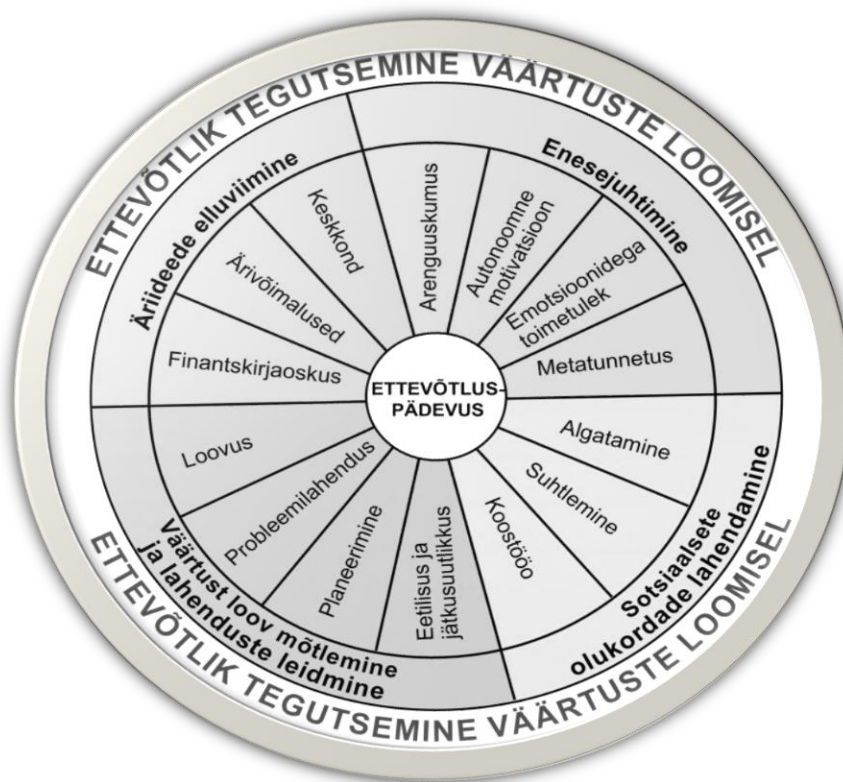 ETTEVÕTLIK TEGUTSEMINE VÄÄRTUSTE LOOMISEL
Enesejuhtimine
Arenguuskumus
Autonoomne
motivatsioon
Emotsioonidega
toimetulek
Metatunnetus
Sotsiaalsete
olukordade lahendamine
Algatamine
Suhtlemine
Koostööo
Väärtust loov mõtlemine
ja lahenduste leidmine
Eetilisus ja
jätkusuutlikkus
Planeerimine
Probleemilahendus
Loovus
Äriideede elluviimine
Finantskirjaoskus
Ärivõimalused
Keskkond
ETTEVÕTLUS-
PÄDEVUS
ETTEVÕTLIK TEGUTSEMINE VÄÄRTUSTE LOOMISEL